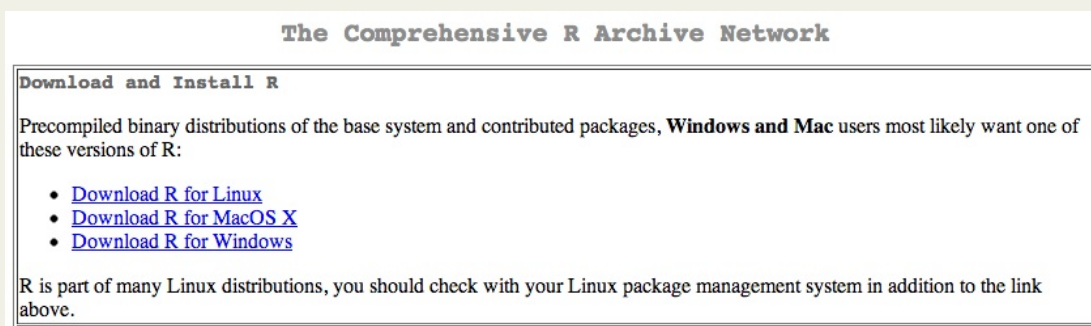 The Comprehensive R Archive Network
Download and Install R
Precompiled binary distributions of the base system and contributed packages, Windows and Mac users most likely want one of
these versions of R:
• Download R for Linux
• Download R for MacOS X
• Download R for Windows
R is part of many Linux distributions, you should check with your Linux package management system in addition to the link
above.